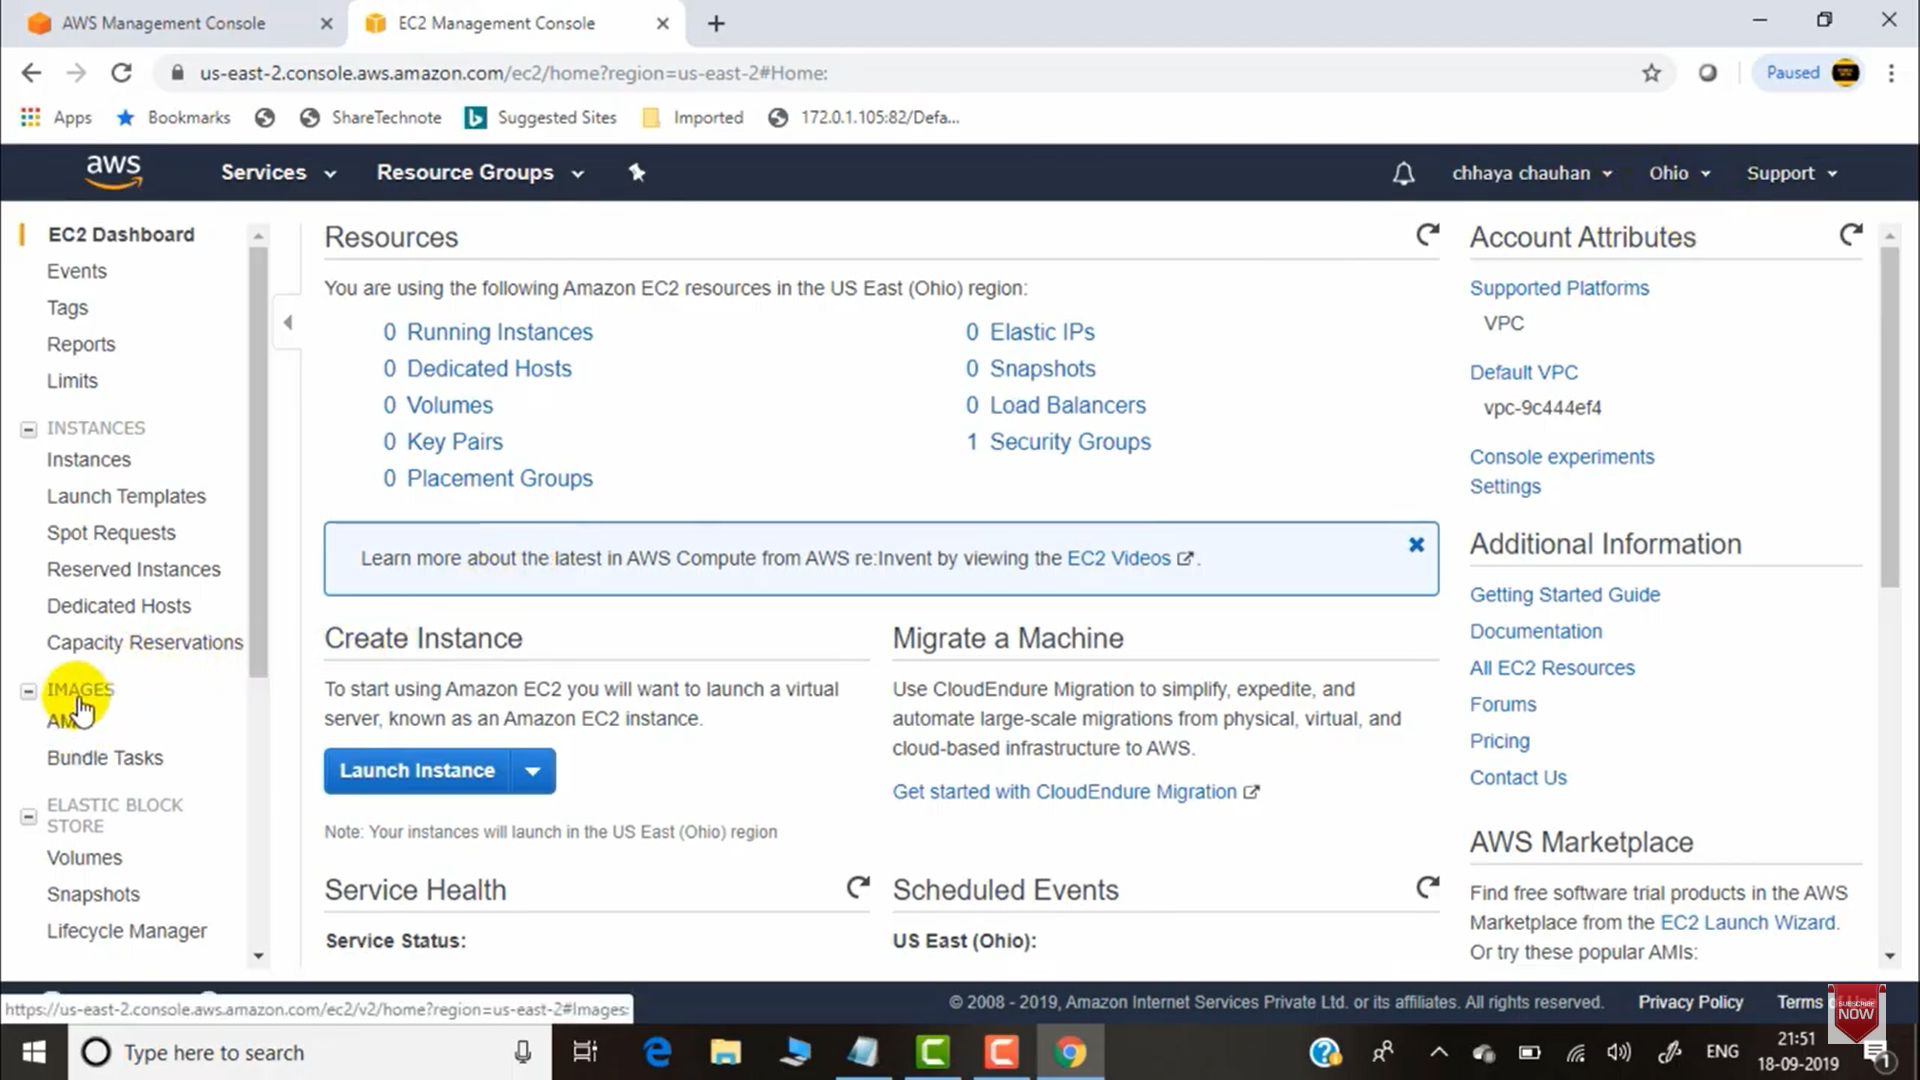 AWS Management Console
EC2 Management Console
us-east-2.console.aws.amazon.com/ec2/home?region=us-east-2#Home:
Paused
Apps
Bookmarks
ShareTechnote
Suggested Sites
Imported
172.0.1.105:82/Defa...
aws
Services
Resource Groups
chhaya chauhan
Ohio
Support
EC2 Dashboard
Events
Tags
Reports
Limits
INSTANCES
Instances
Launch Templates
Spot Requests
Reserved Instances
Dedicated Hosts
Capacity Reservations
IMAGES
Bundle Tasks
ELASTIC BLOCK
STORE
Volumes
Snapshots
Lifecycle Manager
Resources
You are using the following Amazon EC2 resources in the US East (Ohio) region:
0 Running Instances
0 Dedicated Hosts
0 Volumes
0 Key Pairs
0 Placement Groups
0 Elastic IPs
0 Snapshots
0 Load Balancers
1 Security Groups
Learn more about the latest in AWS Compute from AWS re:Invent by viewing the EC2 Videos.
Create Instance
To start using Amazon EC2 you will want to launch a virtual
server, known as an Amazon EC2 instance.
Launch Instance
Note: Your instances will launch in the US East (Ohio) region
Migrate a Machine
Use CloudEndure Migration to simplify, expedite, and
automate large-scale migrations from physical, virtual, and
cloud-based infrastructure to AWS.
Get started with CloudEndure Migration
Service Health
Service Status:
Scheduled Events
US East (Ohio):
Account Attributes
Supported Platforms
VPC
Default VPC
vpc-9c444ef4
Console experiments
Settings
Additional Information
Getting Started Guide
Documentation
All EC2 Resources
Forums
Pricing
Contact Us
AWS Marketplace
Find free software trial products in the AWS
Marketplace from the EC2 Launch Wizard.
Or try these popular AMIs:
https://us-east-2.console.aws.amazon.com/ec2/v2/home?region=us-east-2#Images:
© 2008 - 2019, Amazon Internet Services Private Ltd. or its affiliates. All rights reserved.
Privacy Policy
Terms
SUBSCRIBE
NOW
Type here to search
ENG
21:51
18-09-2019
1